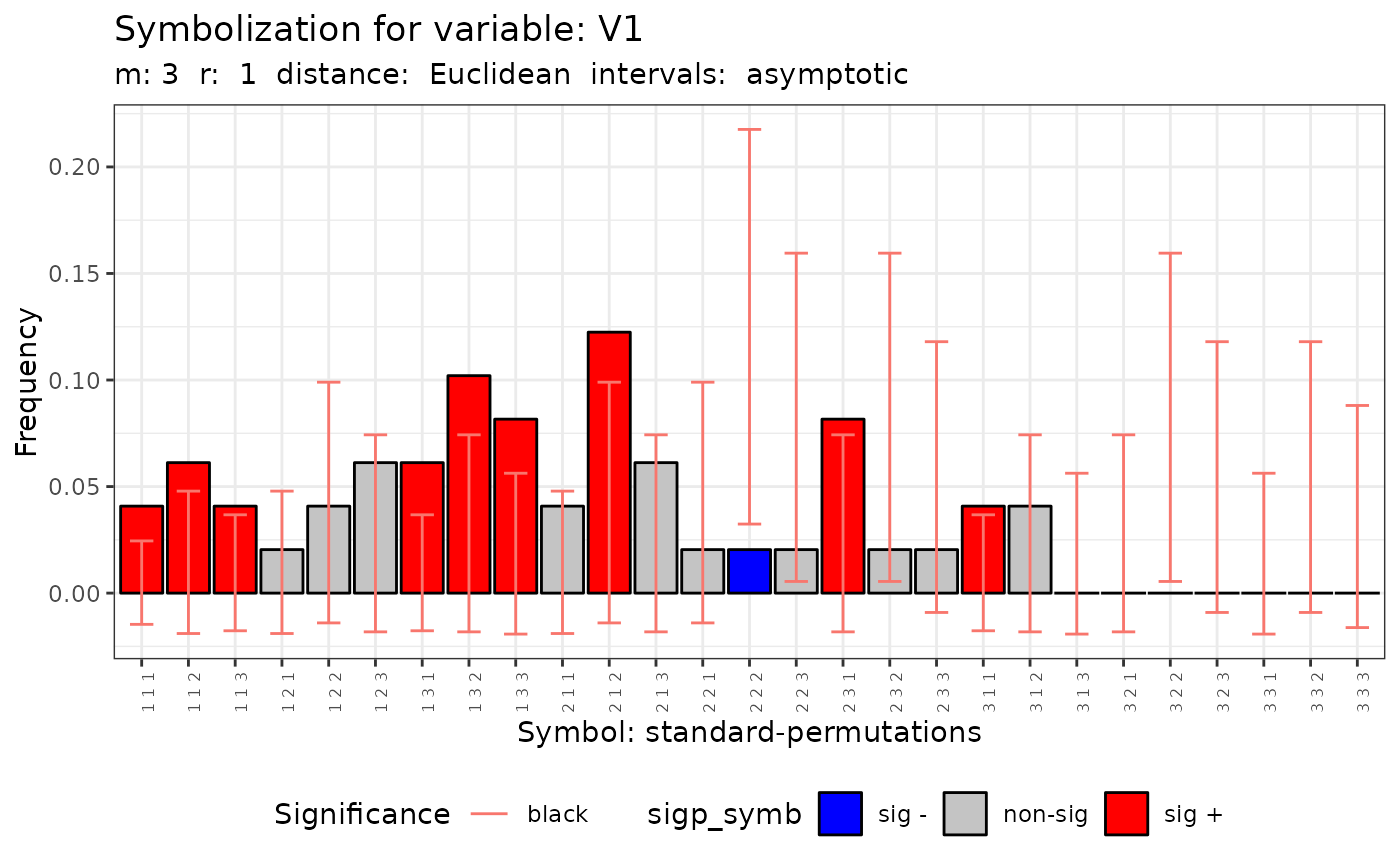 Symbolization for variable: V1
m: 3 r: 1 distance: Euclidean intervals: asymptotic
Frequency
0.20
0.15
0.10
0.05
0.00
1 1 1
1 1 2
1 1 3
1 2 1
1 2 2
1 2 3
1 3 1
1 3 2
1 3 3
2 1 1
2 1 2
2 1 3
2 2 1
2 2 2
2 2 3
2 3 1
2 3 2
2 3 3
3 1 1
3 1 2
3 1 3
3 2 1
3 2 2
3 2 3
3 3 1
3 3 2
3 3 3
Symbol: standard-permutations
Significance black sigp_symb sig - non-sig sig +